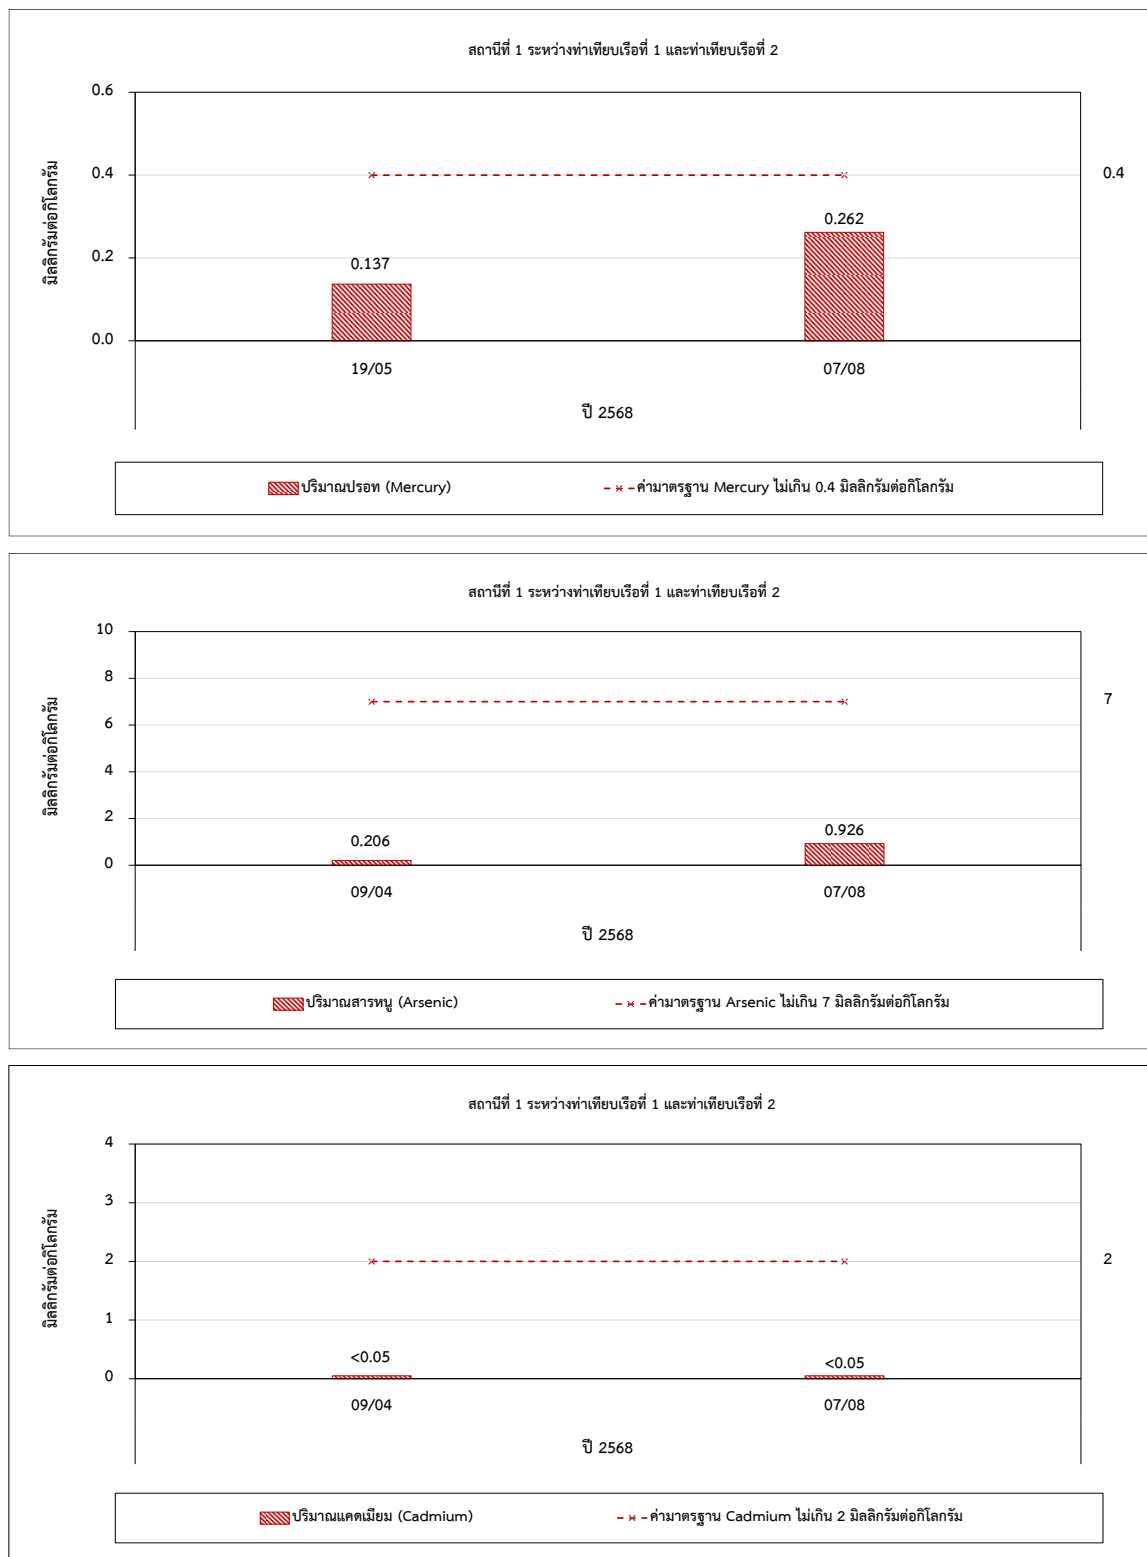 สถานีที่ 1 ระหว่างท่าเทียบเรือที่ 1 และท่าเทียบเรือที่ 2
มิลลิกรัมต่อกิโลกรัม
0.6
0.4
0.4
0.262
0.2
0.137
0.0
19/05
07/08
ปี 2568
ปริมาณปรอท (Mercury)
ค่ามาตรฐาน Mercury ไม่เกิน 0.4 มิลลิกรัมต่อกิโลกรัม
สถานีที่ 1 ระหว่างท่าเทียบเรือที่ 1 และท่าเทียบเรือที่ 2
มิลลิกรัมต่อกิโลกรัม
10
8
7
6
4
2
0.926
0.206
0
09/04
07/08
ปี 2568
ปริมาณสารหนู (Arsenic)
ค่ามาตรฐาน Arsenic ไม่เกิน 7 มิลลิกรัมต่อกิโลกรัม
สถานีที่ 1 ระหว่างท่าเทียบเรือที่ 1 และท่าเทียบเรือที่ 2
มิลลิกรัมต่อกิโลกรัม
4
3
2
2
1
<0.05
<0.05
0
09/04
07/08
ปี 2568
ปริมาณแคดเมียม (Cadmium)
ค่ามาตรฐาน Cadmium ไม่เกิน 2 มิลลิกรัมต่อกิโลกรัม